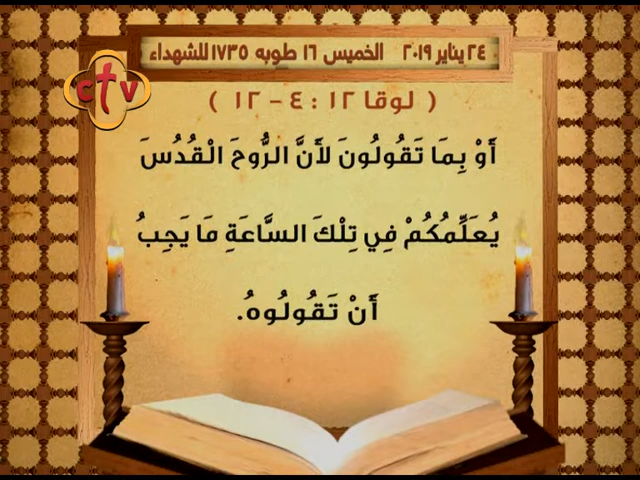 ٢٤ يناير ٢٠١٩ الخميس ١٦ طوبه ١٧٣٥ للشهداء
ctv
( لوقا ١٢ : ٤ - ١٢ )
أَوْ بِمَا تَقُولُونَ لأَنَّ الرُّوحَ الْقُدُسَ
يُعَلِّمُكُمْ فِي تِلْكَ السَّاعَةِ مَا يَجِبُ
أَنْ تَقُولُوهُ.